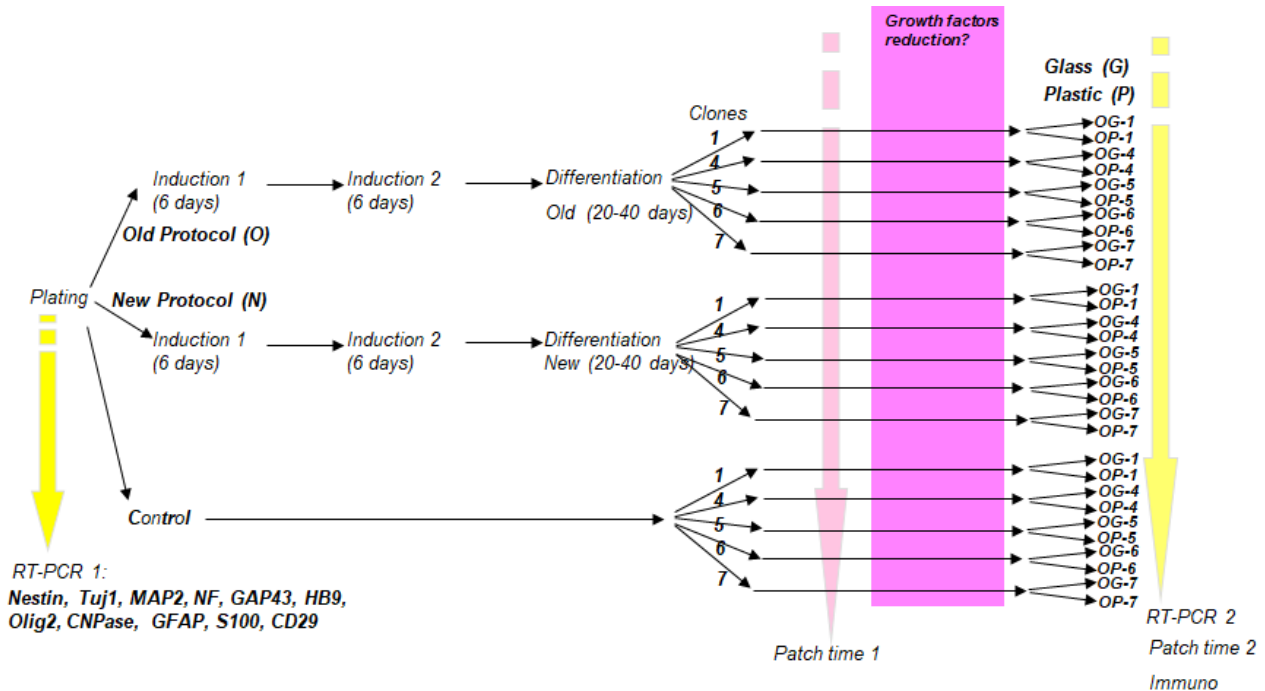 Growth factors
reduction?
Glass (G)
Plastic (P)
Clones
1
4
5
6
7
OG-1
OP-1
OG-4
OP-4
OG-5
OP-5
OG-6
OP-6
OG-7
OP-7
Induction 1
(6 days)
Induction 2
(6 days)
Differentiation
Old (20-40 days)
Old Protocol (O)
Plating
New Protocol (N)
Induction 1
(6 days)
Induction 2
(6 days)
Differentiation
New (20-40 days)
1
4
5
6
7
OG-1
OP-1
OG-4
OP-4
OG-5
OP-5
OG-6
OP-6
OG-7
OP-7
Control
1
4
5
6
7
OG-1
OP-1
OG-4
OP-4
OG-5
OP-5
OG-6
OP-6
OG-7
OP-7
RT-PCR 1:
Nestin, Tuj1, MAP2, NF, GAP43, HB9,
Olig2, CNPase, GFAP, S100, CD29
Patch time 1
RT-PCR 2
Patch time 2
Immuno